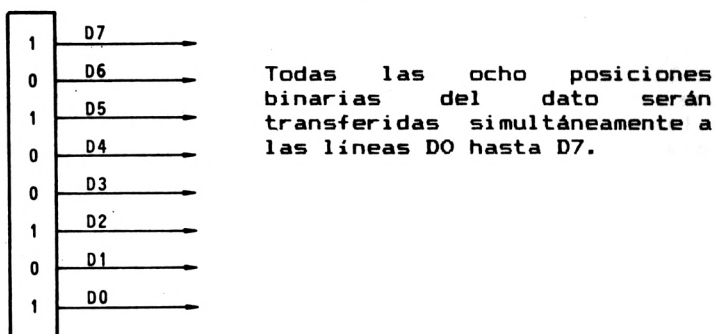 1 D7
0 D6
1 D5
0 D4
0 D3
1 D2
0 D1
1 D0
Todas las ocho posiciones
binarias del dato serán
transferidas simultáneamente a
las líneas DO hasta D7.